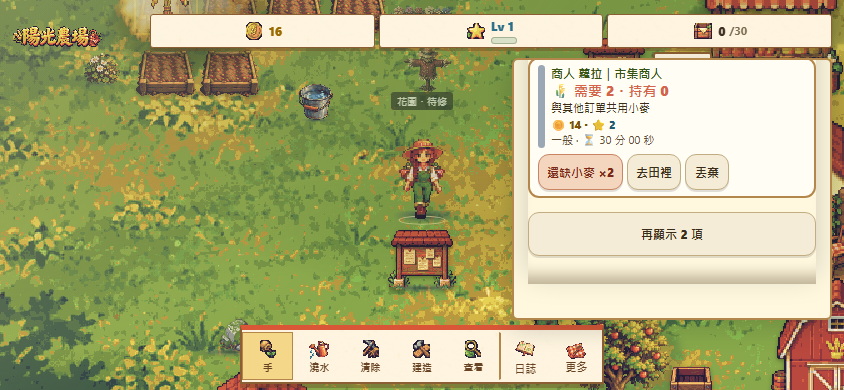 陽光農場
16
Lv 1
0 /30
花圃・待修
商人 蘿拉 | 市集商人
需要 2・持有 0
與其他訂單共用小麥
14・2
一般・ 30 分 00 秒
還缺小麥 ×2
去田裡
丟棄
再顯示 2 項
手
澆水
清除
建造
查看
日誌
更多